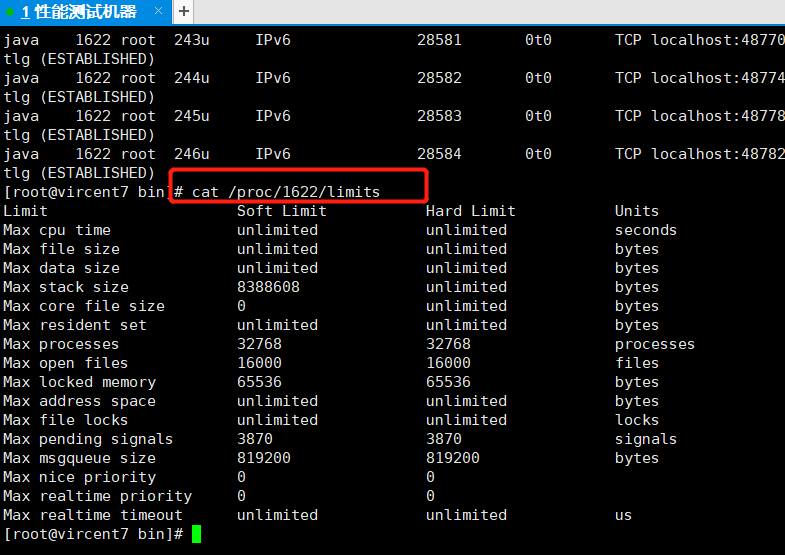 1 性能测试机器 × +
java 1622 root 243u IPv6 28581 0t0 TCP localhost:48770
tlg (ESTABLISHED)
java 1622 root 244u IPv6 28582 0t0 TCP localhost:48774
tlg (ESTABLISHED)
java 1622 root 245u IPv6 28583 0t0 TCP localhost:48778
tlg (ESTABLISHED)
java 1622 root 246u IPv6 28584 0t0 TCP localhost:48782
tlg (ESTABLISHED)
[root@vircent7 bin]# cat /proc/1622/limits
Limit Soft Limit Hard Limit Units
Max cpu time unlimited unlimited seconds
Max file size unlimited unlimited bytes
Max data size unlimited unlimited bytes
Max stack size 8388608 unlimited bytes
Max core file size 0 unlimited bytes
Max resident set unlimited unlimited bytes
Max processes 32768 32768 processes
Max open files 16000 16000 files
Max locked memory 65536 65536 bytes
Max address space unlimited unlimited bytes
Max file locks unlimited unlimited locks
Max pending signals 3870 3870 signals
Max msgqueue size 819200 819200 bytes
Max nice priority 0 0
Max realtime priority 0 0
Max realtime timeout unlimited unlimited us
[root@vircent7 bin]#